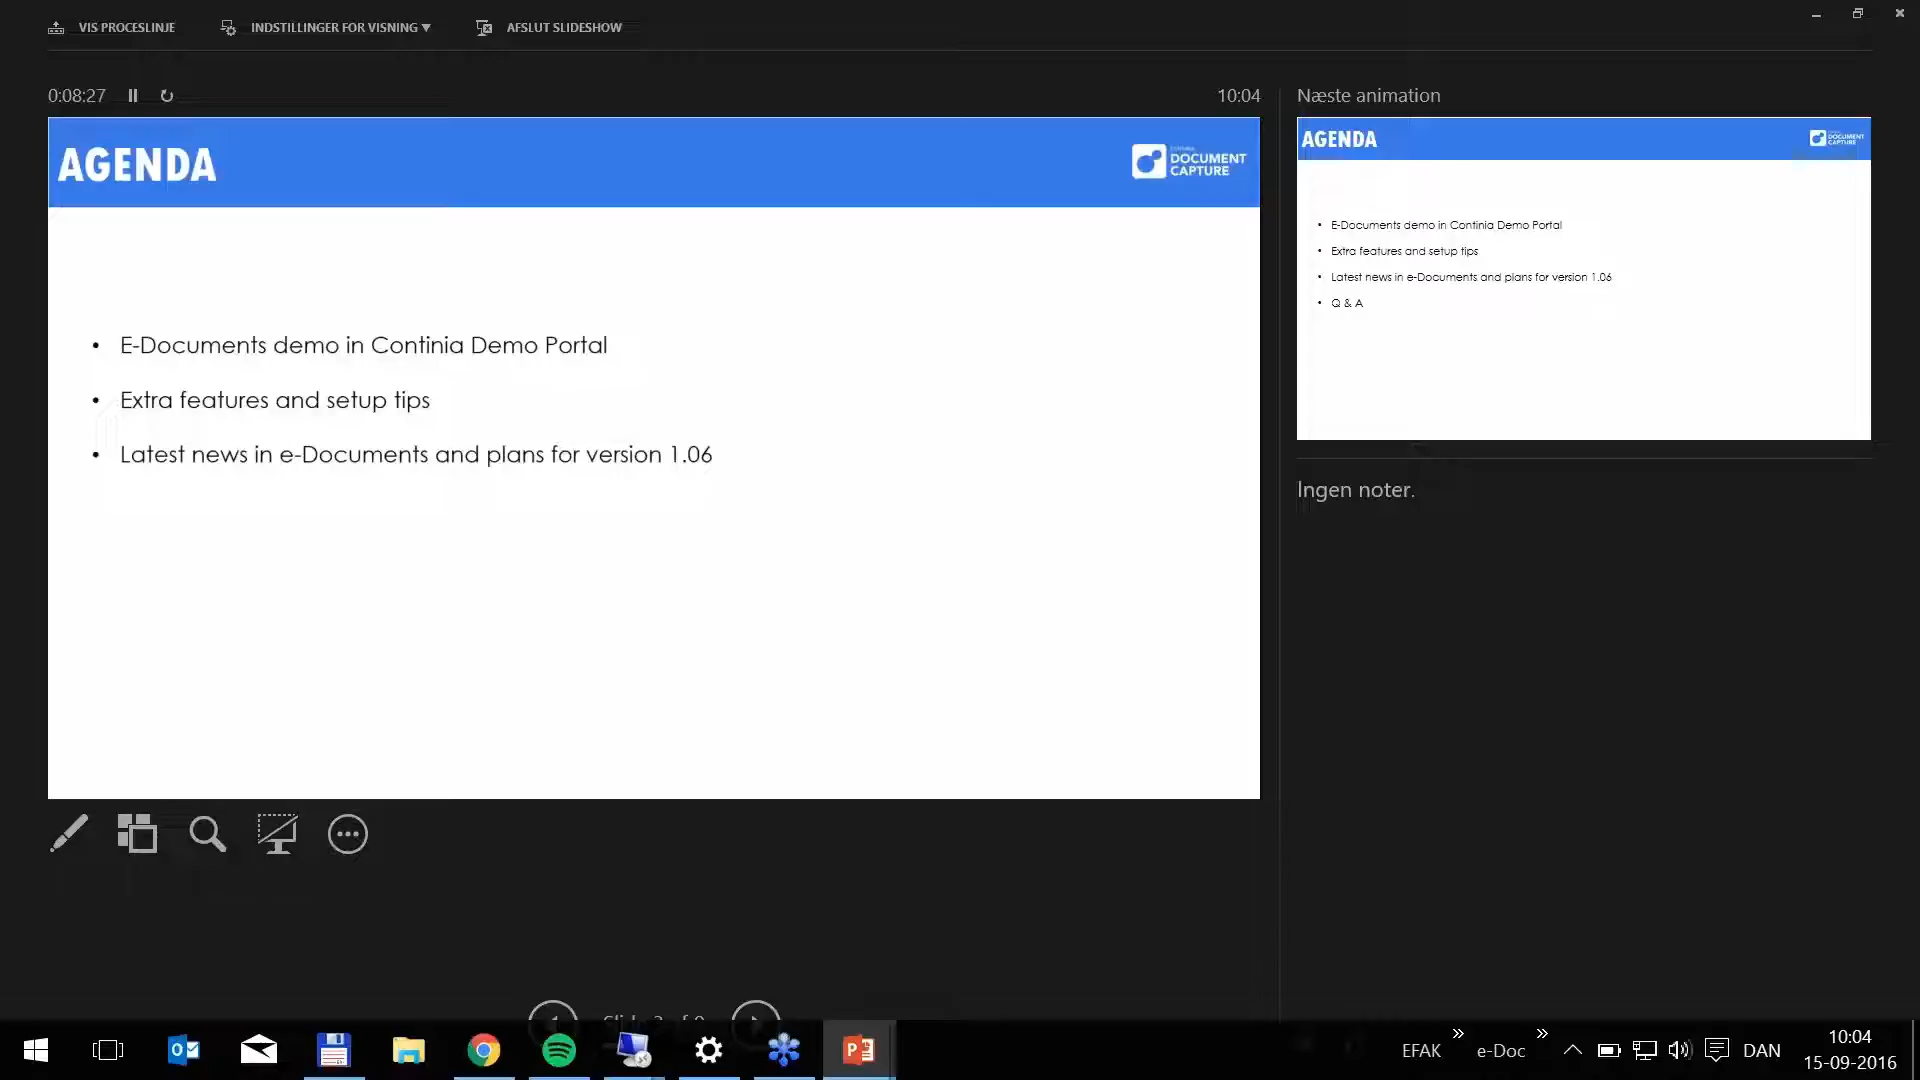 VIS PROCESLINJE
INDSTILLINGER FOR VISNING ▼
AFSLUT SLIDESHOW
0:08:27
10:04
AGENDA
DOCUMENT
CAPTURE
• E-Documents demo in Continia Demo Portal
• Extra features and setup tips
• Latest news in e-Documents and plans for version 1.06
Næste animation
AGENDA
DOCUMENT
CAPTURE
• E-Documents demo in Continia Demo Portal
• Extra features and setup tips
• Latest news in e-Documents and plans for version 1.06
• Q & A
Ingen noter.
EFAK
e-Doc
DAN
10:04
15-09-2016